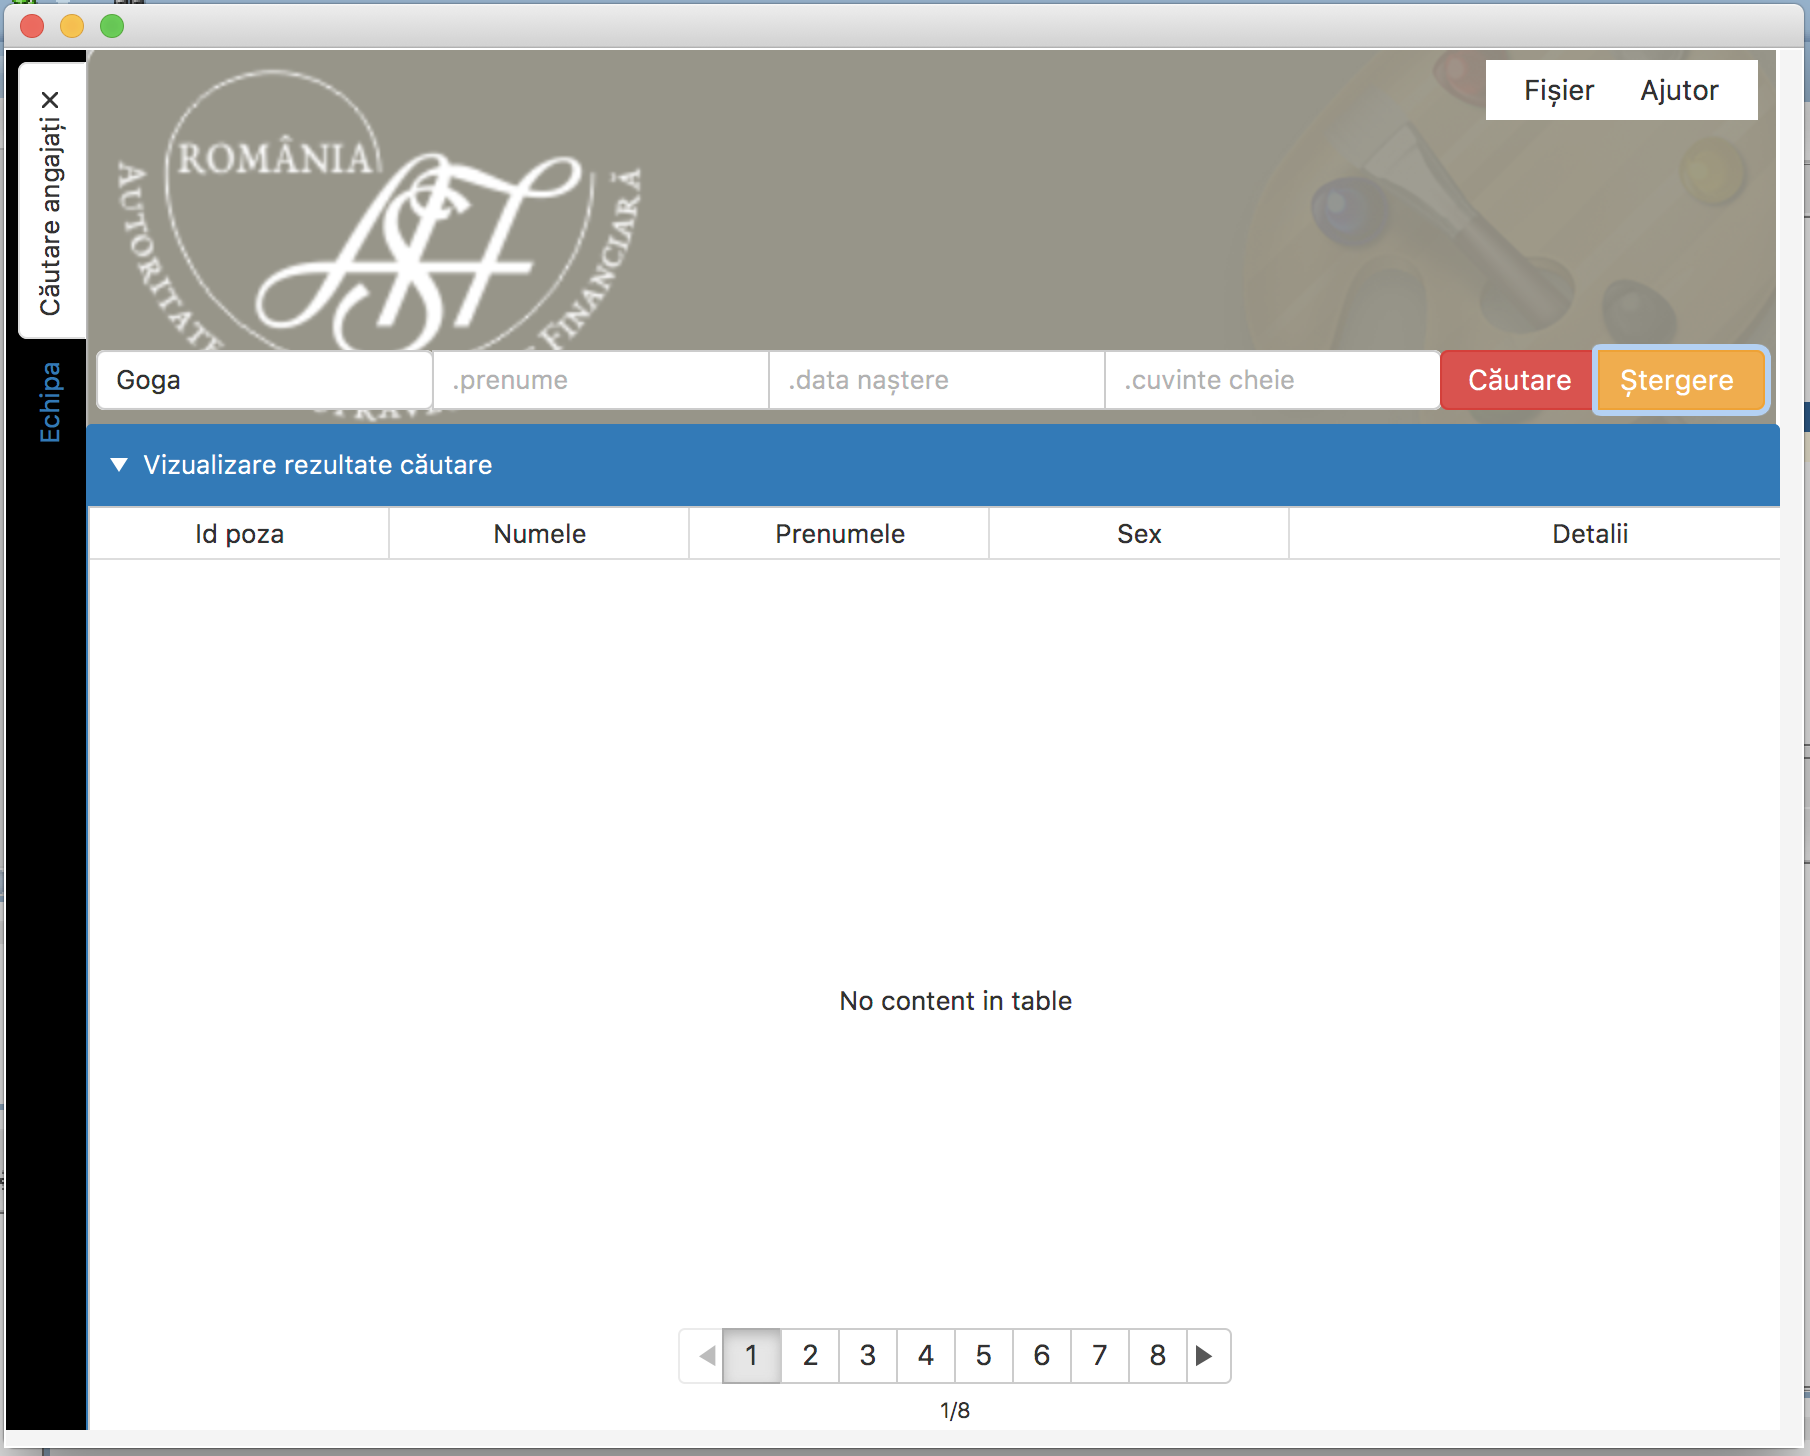 Fișier Ajutor
Căutare angajați ×
Echipa
ROMÂNIA
AUTORITATE
FINANCIARĂ
ASF
Goga .prenume .data naștere .cuvinte cheie Căutare Ștergere
Vizualizare rezultate căutare
Id poza Numele Prenumele Sex Detalii
No content in table
1 2 3 4 5 6 7 8
1/8